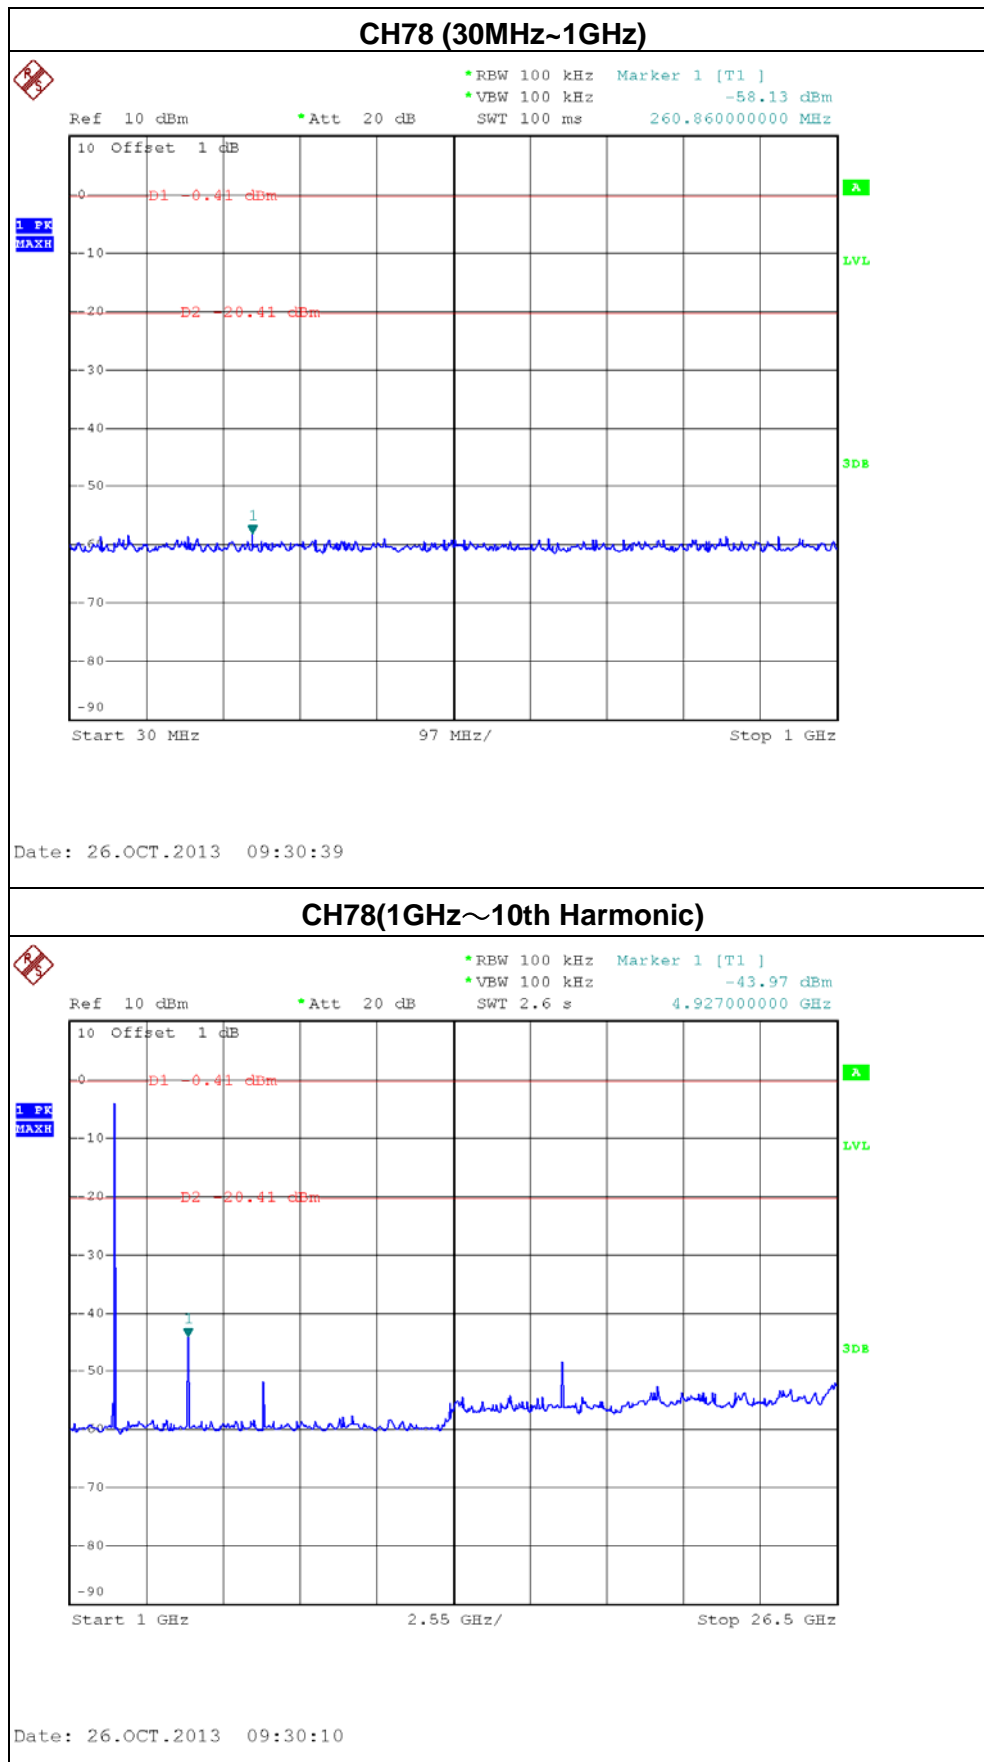 CH78 (30MHz~1GHz)
R S
*RBW 100 kHz Marker 1 [T1 ]
*VBW 100 kHz -58.13 dBm
Ref 10 dBm *Att 20 dB SWT 100 ms 260.860000000 MHz
10 Offset 1 dB
A
0 D1 -0.41 dBm
1 PK
MAXH
-10
LVL
-20 D2 -20.41 dBm
-30
-40
3DB
-50
1
-60
-70
-80
-90
Start 30 MHz 97 MHz/ Stop 1 GHz
Date: 26.OCT.2013 09:30:39
CH78(1GHz～10th Harmonic)
R S
*RBW 100 kHz Marker 1 [T1 ]
*VBW 100 kHz -43.97 dBm
Ref 10 dBm *Att 20 dB SWT 2.6 s 4.927000000 GHz
10 Offset 1 dB
A
0 D1 -0.41 dBm
1 PK
MAXH
-10
LVL
-20 D2 -20.41 dBm
-30
-40
1
3DB
-50
-60
-70
-80
-90
Start 1 GHz 2.55 GHz/ Stop 26.5 GHz
Date: 26.OCT.2013 09:30:10